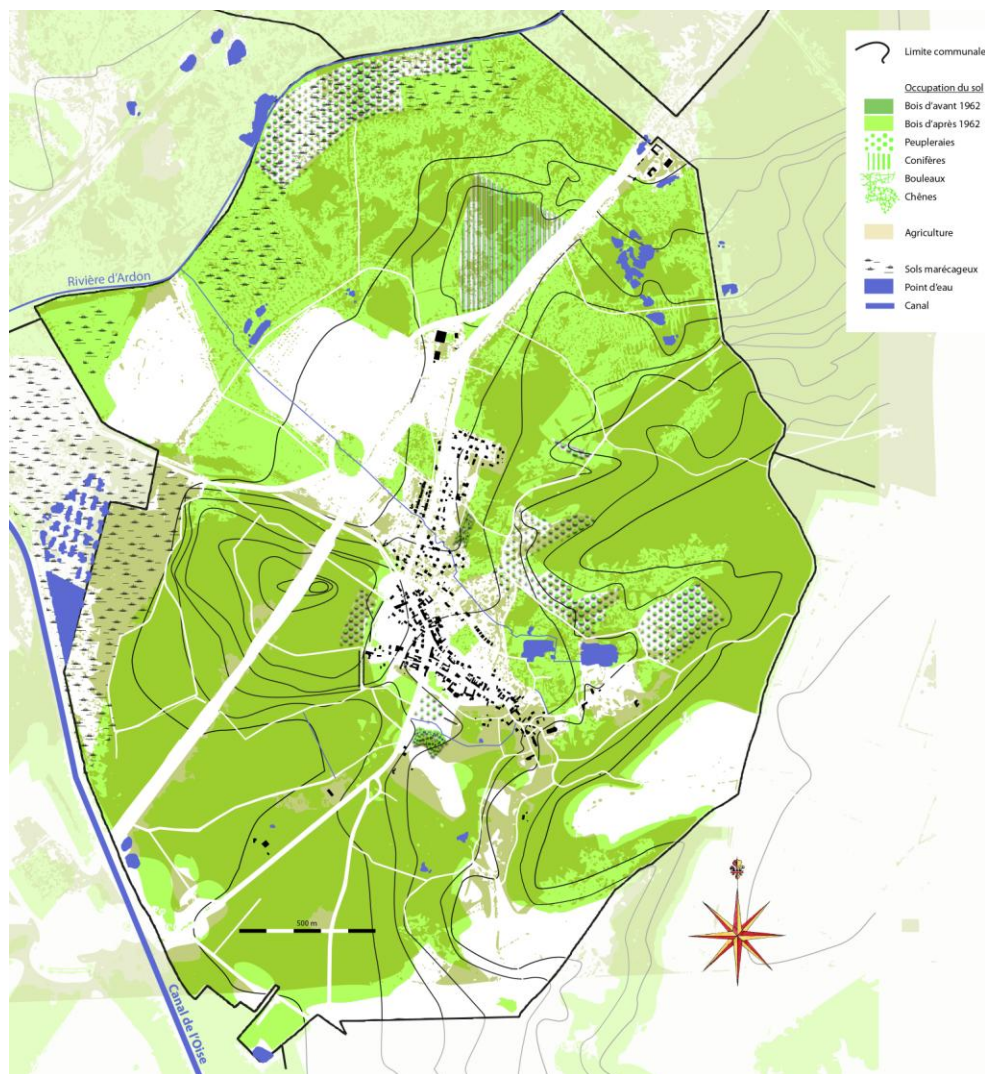 Limite communale
Occupation du sol
Bois d'avant 1962
Bois d'après 1962
Peupleraies
Conifères
Bouleaux
Chênes
Agriculture
Sols marécageux
Point d'eau
Canal
Rivière d'Ardon
500 m
Canal de l'Oise